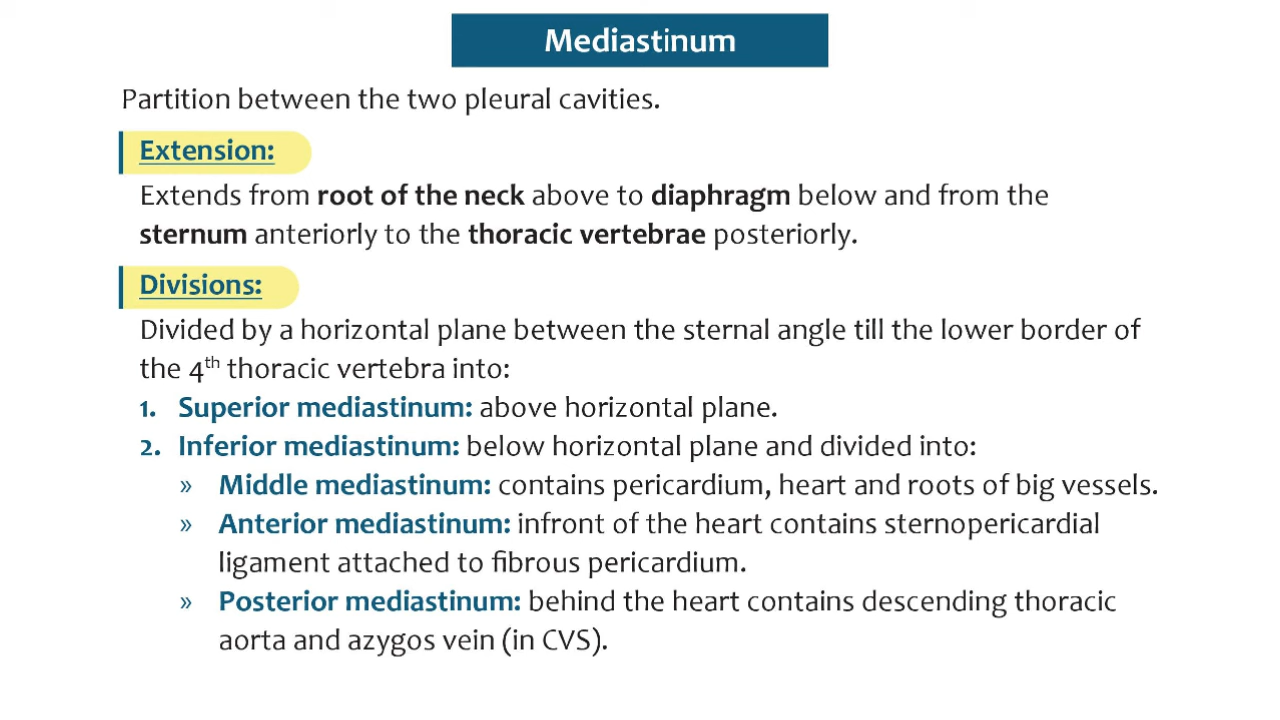 Mediastinum
Partition between the two pleural cavities.
Extension:
Extends from root of the neck above to diaphragm below and from the
sternum anteriorly to the thoracic vertebrae posteriorly.
Divisions:
Divided by a horizontal plane between the sternal angle till the lower border of
the 4th thoracic vertebra into:
1. Superior mediastinum: above horizontal plane.
2. Inferior mediastinum: below horizontal plane and divided into:
» Middle mediastinum: contains pericardium, heart and roots of big vessels.
» Anterior mediastinum: infront of the heart contains sternopericardial
ligament attached to fibrous pericardium.
» Posterior mediastinum: behind the heart contains descending thoracic
aorta and azygos vein (in CVS).